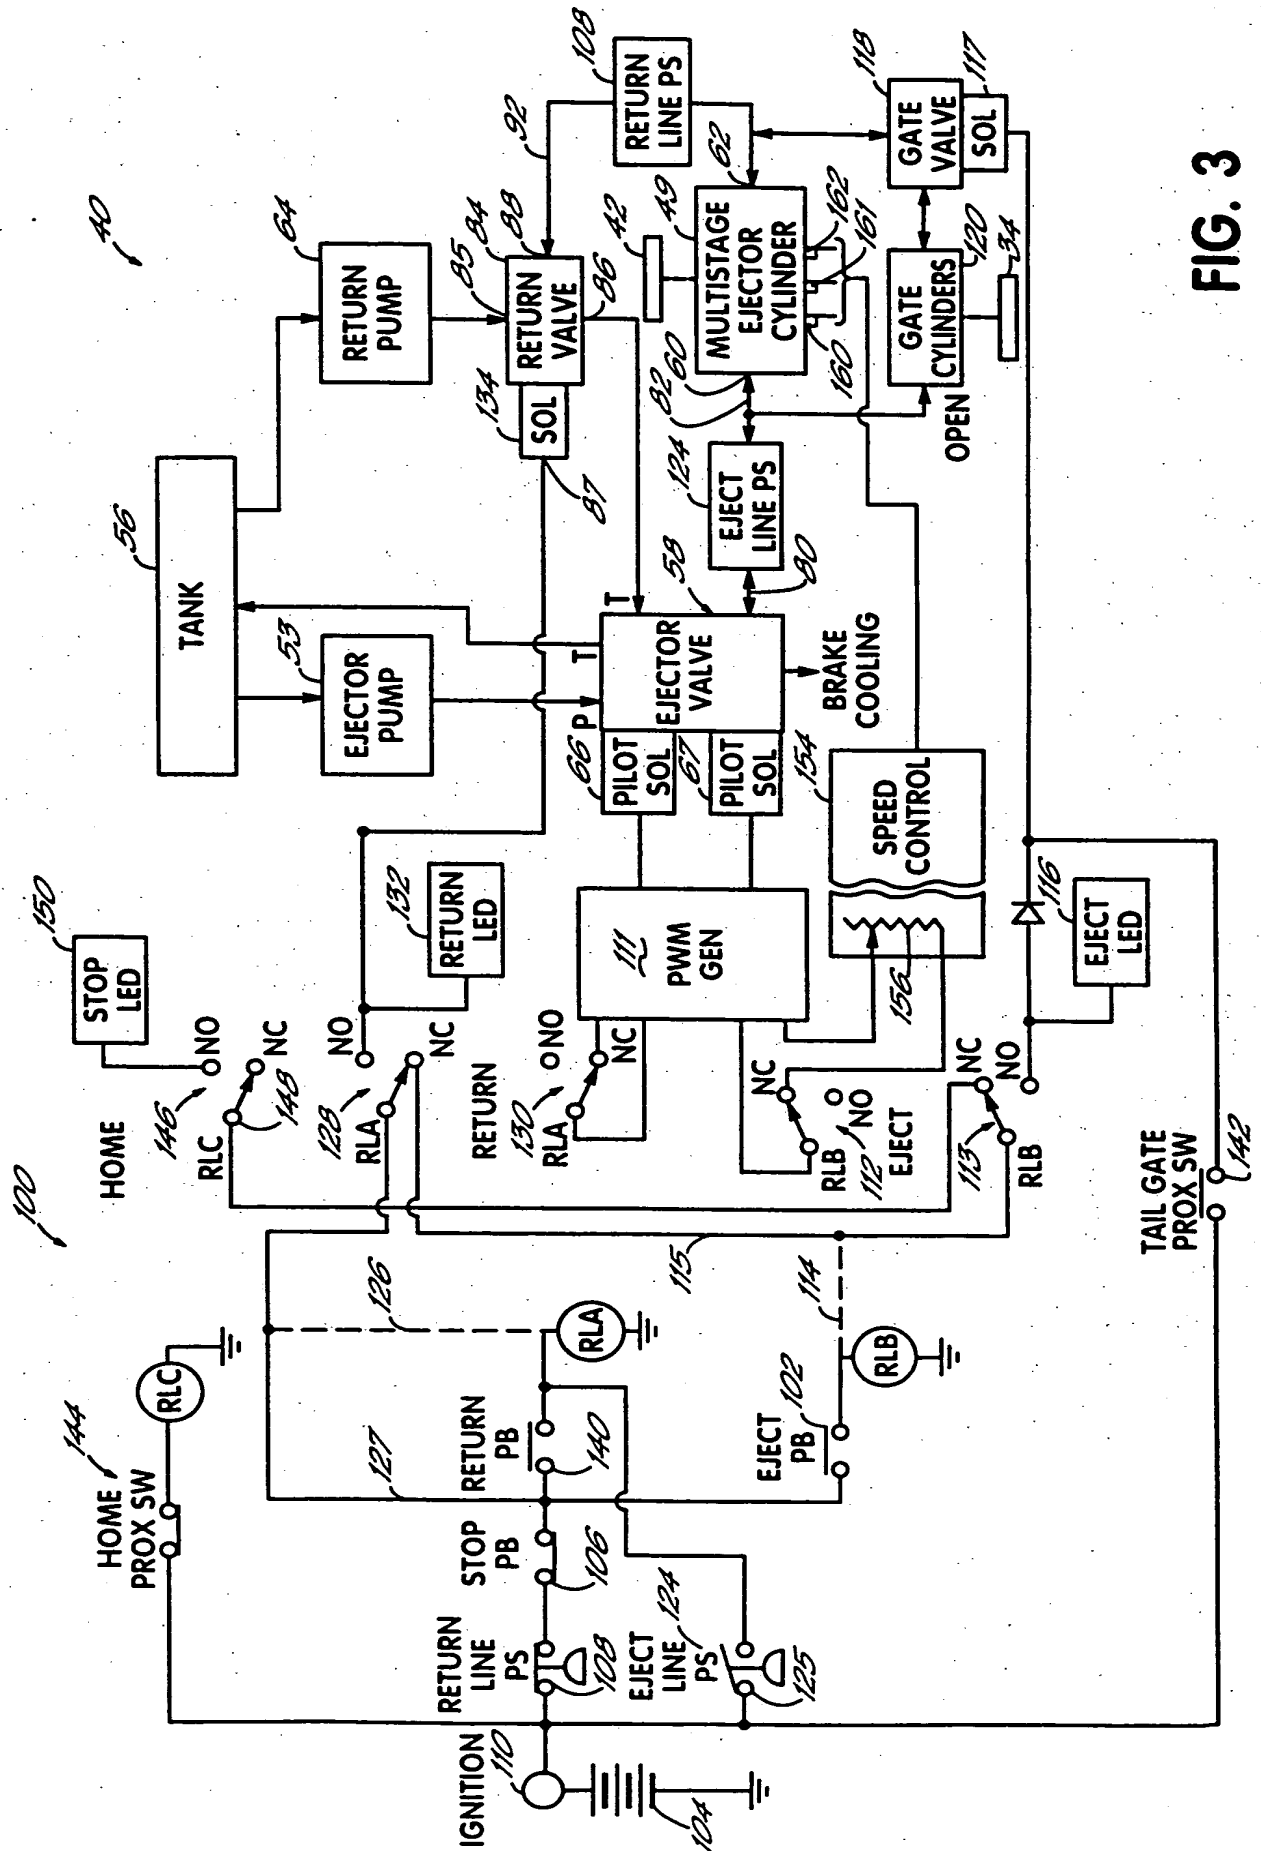 100
40
HOME
PROX SW
144
RLC
HOME
146
NO
NC
RLC
148
STOP
LED
150
TANK
56
RETURN
PUMP
64
EJECTOR
PUMP
53
126
127
128
RLA
NO
NC
RETURN
LED
132
SOL
134
87
RETURN
VALVE
84
85
86
88
92
RETURN
LINE PS
108
IGNITION
110
104
RETURN
LINE
PS
108
STOP
PB
106
RETURN
PB
140
RLA
EJECT
LINE
PS
124
125
RETURN
130
RLA
NO
NC
111
PWM
GEN
PILOT
SOL
66
PILOT
SOL
67
P
T
T
EJECTOR
VALVE
58
BRAKE
COOLING
80
EJECT
LINE PS
124
82
60
42
MULTISTAGE
EJECTOR
CYLINDER
49
62
160
161
162
EJECT
PB
102
RLB
114
115
RLB
NC
NO
112
EJECT
156
SPEED
CONTROL
154
113
RLB
NC
NO
EJECT
LED
116
OPEN
GATE
CYLINDERS
120
34
GATE
VALVE
118
SOL
117
TAIL GATE
PROX SW
142
FIG. 3